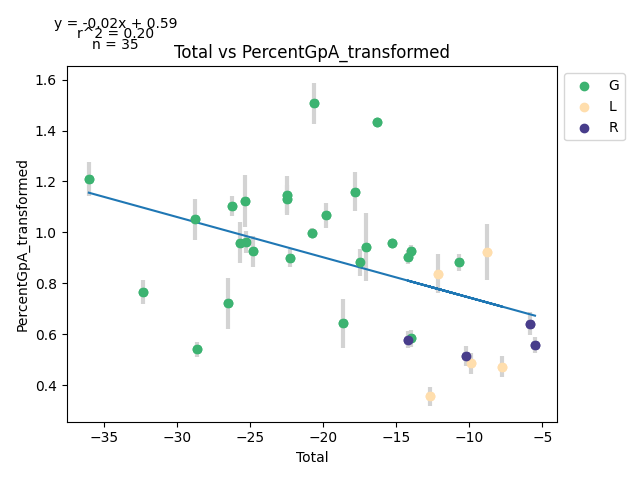 y = -0.02x + 0.59
r^2 = 0.20
n = 35
Total vs PercentGpA_transformed
1.6
1.4
1.2
1.0
0.8
0.6
0.4
PercentGpA_transformed
−35
−30
−25
−20
−15
−10
−5
Total
G
L
R